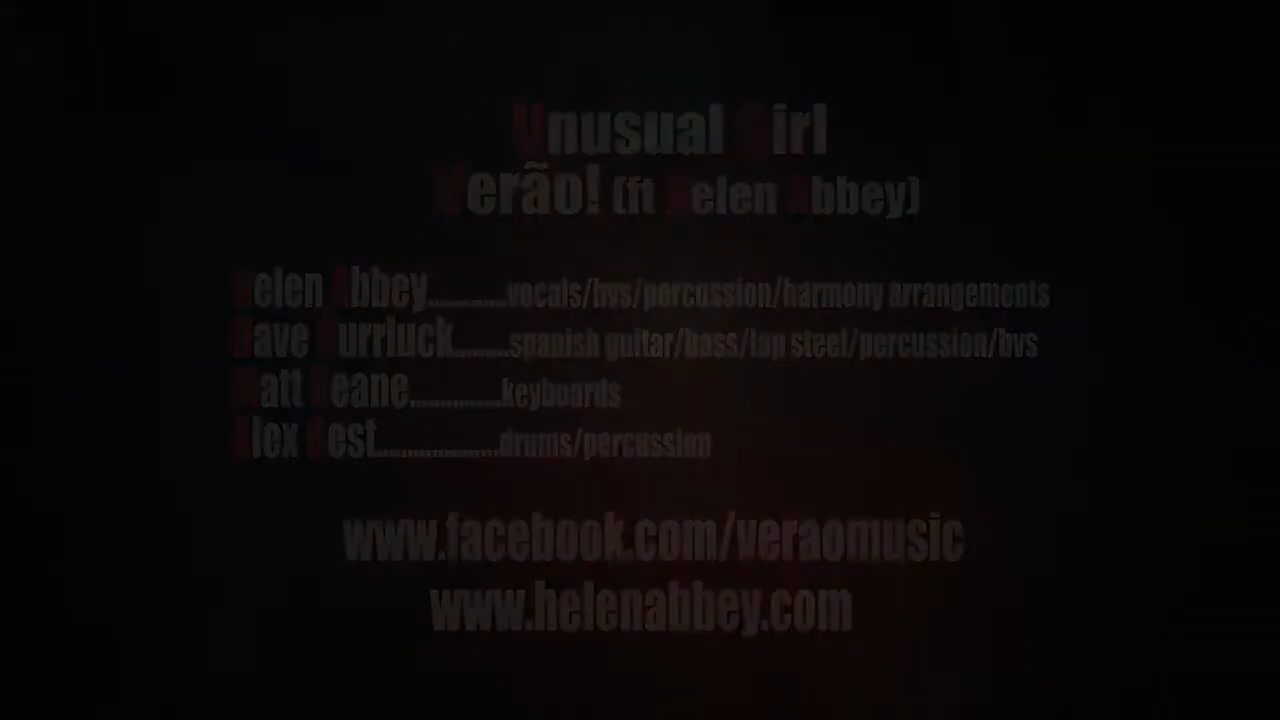 Unusual Girl
Verão! (ft Helen Abbey)
Helen Abbey............vocals/bvs/percussion/harmony arrangements
Dave Burrluck.........spanish guitar/bass/lap steel/percussion/bvs
Matt Keane...............keyboards
Alex Best....................drums/percussion
www.facebook.com/veraomusic
www.helenabbey.com